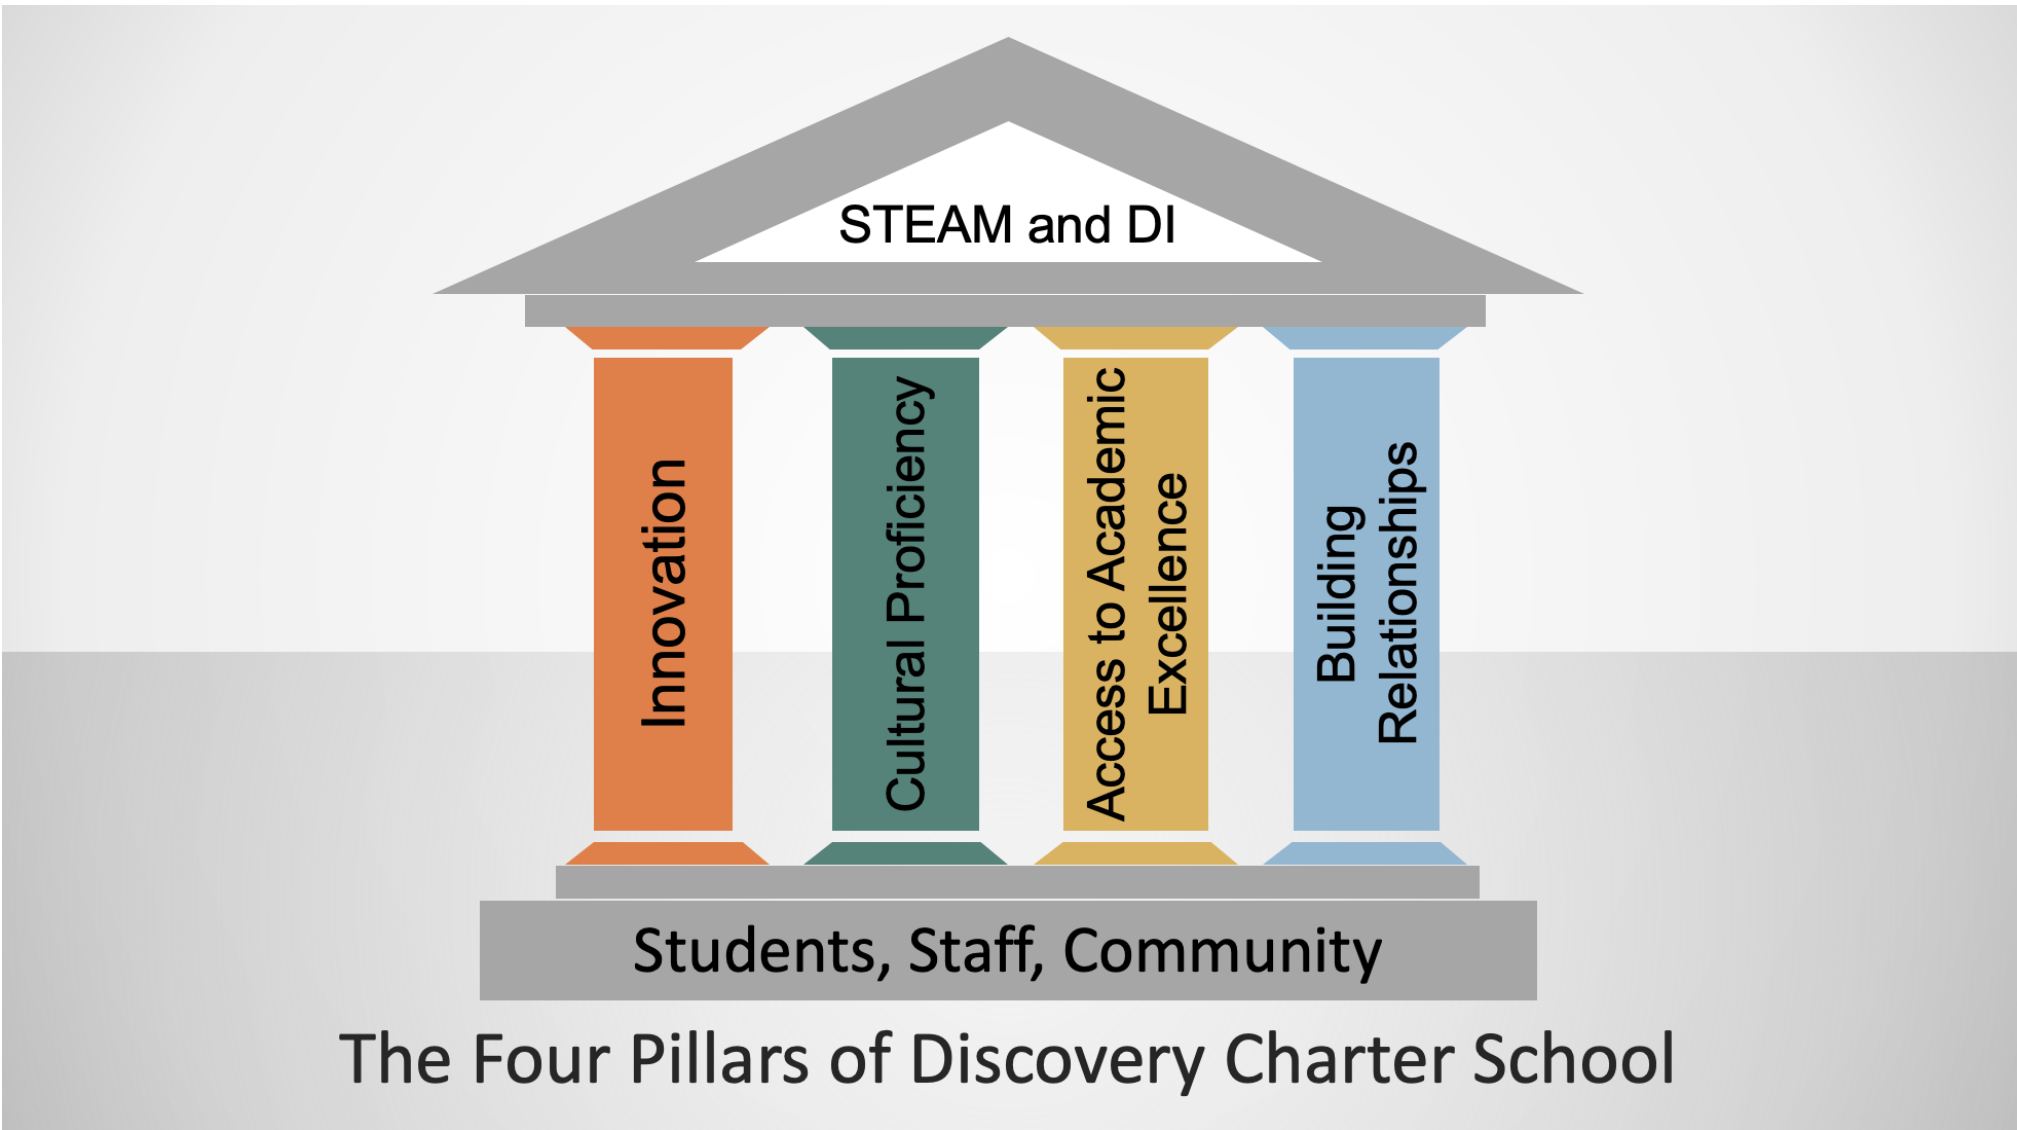 STEAM and DI
Innovation
Cultural Proficiency
Access to Academic
Excellence
Building
Relationships
Students, Staff, Community
The Four Pillars of Discovery Charter School